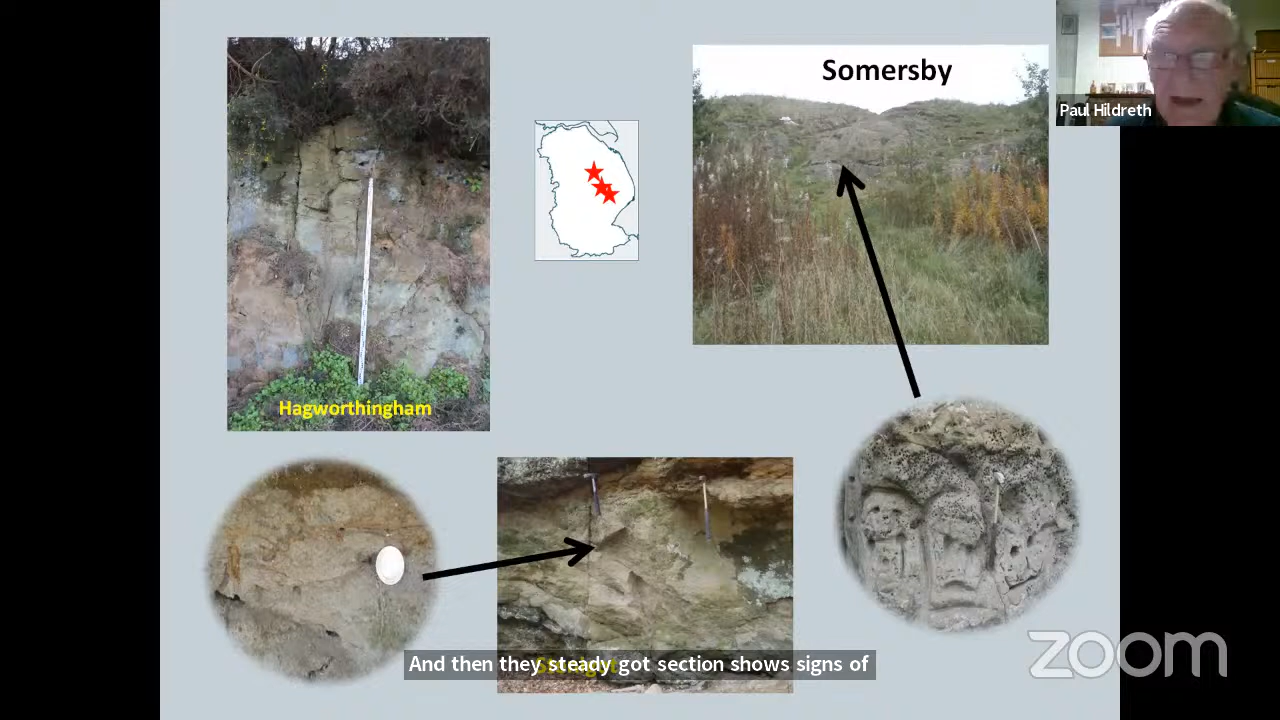 Somersby
Paul Hildreth
Hagworthingham
And then they steady got section shows signs of
zoom